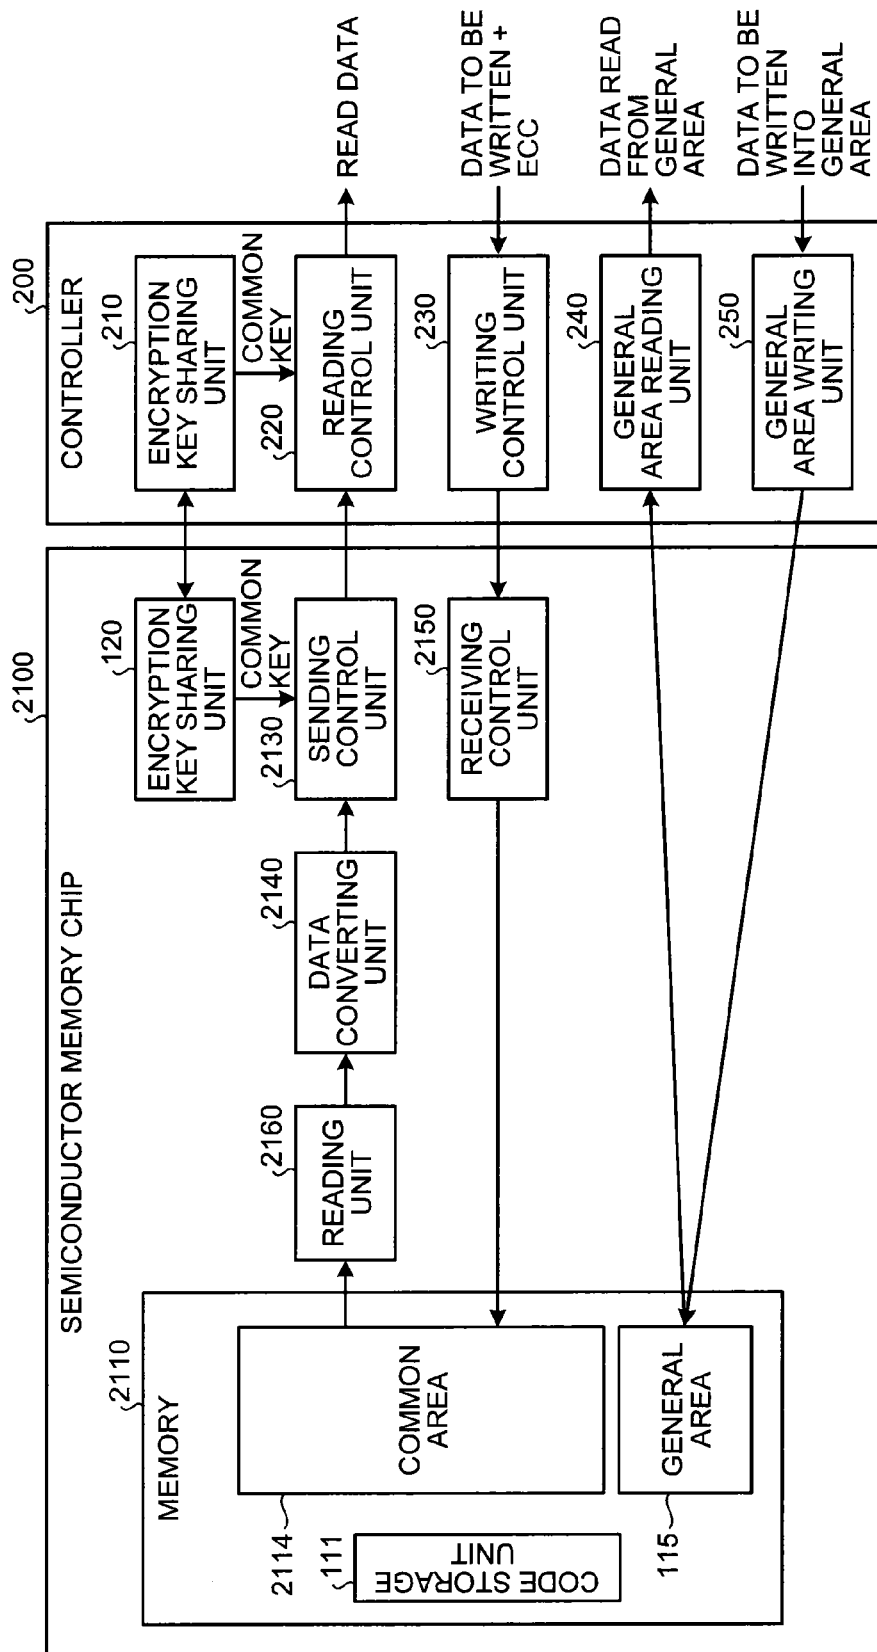 2100
SEMICONDUCTOR MEMORY CHIP
2110
MEMORY
2114
COMMON
AREA
111
CODE STORAGE
UNIT
115
GENERAL
AREA
2160
READING
UNIT
2140
DATA
CONVERTING
UNIT
120
ENCRYPTION
KEY SHARING
UNIT
COMMON
KEY
2130
SENDING
CONTROL
UNIT
2150
RECEIVING
CONTROL
UNIT
200
CONTROLLER
210
ENCRYPTION
KEY SHARING
UNIT
COMMON
KEY
220
READING
CONTROL UNIT
230
WRITING
CONTROL UNIT
240
GENERAL
AREA READING
UNIT
250
GENERAL
AREA WRITING
UNIT
READ DATA
DATA TO BE
WRITTEN +
ECC
DATA READ
FROM
GENERAL
AREA
DATA TO BE
WRITTEN
INTO
GENERAL
AREA